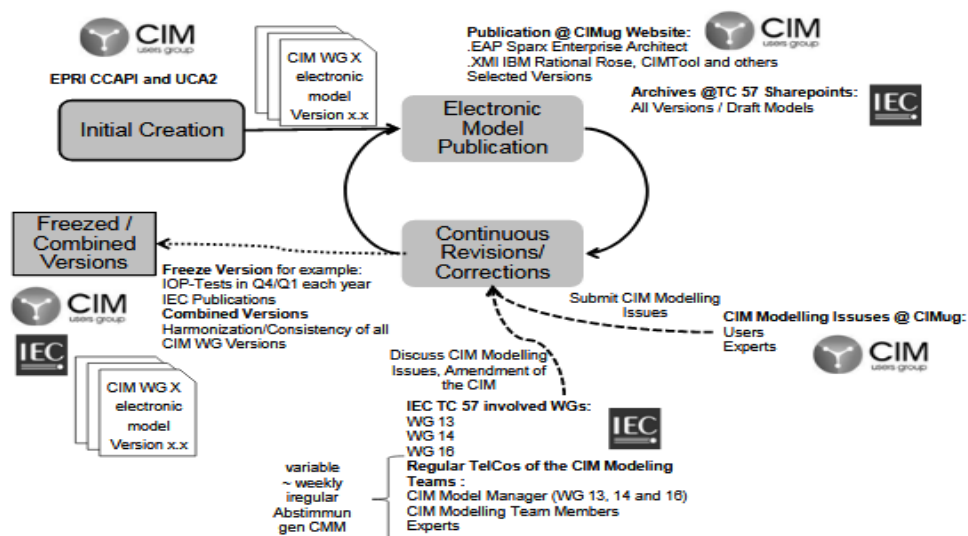 CIM
users group
EPRI CCAPI and UCA2
Initial Creation
CIM WG X
electronic
model
Version x.x
Publication @ CIMug Website:
.EAP Sparx Enterprise Architect
.XMI IBM Rational Rose, CIMTool and others
Selected Versions
CIM
users group
Archives @TC 57 Sharepoints:
All Versions / Draft Models
IEC
Electronic
Model
Publication
Freezed /
Combined
Versions
Continuous
Revisions/
Corrections
Freeze Version for example:
IOP-Tests in Q4/Q1 each year
IEC Publications
Combined Versions
Harmonization/Consistency of all
CIM WG Versions
CIM
users group
IEC
CIM WG X
electronic
model
Version x.x
Submit CIM Modelling
Issues
CIM Modelling Issuses @ CIMug:
Users
Experts
CIM
users group
Discuss CIM Modelling
Issues, Amendment of
the CIM
IEC TC 57 involved WGs:
WG 13
WG 14
WG 16
IEC
Regular TelCos of the CIM Modeling
Teams :
CIM Model Manager (WG 13, 14 and 16)
CIM Modelling Team Members
Experts
variable
~ weekly
iregular
Abstimmun
gen CMM